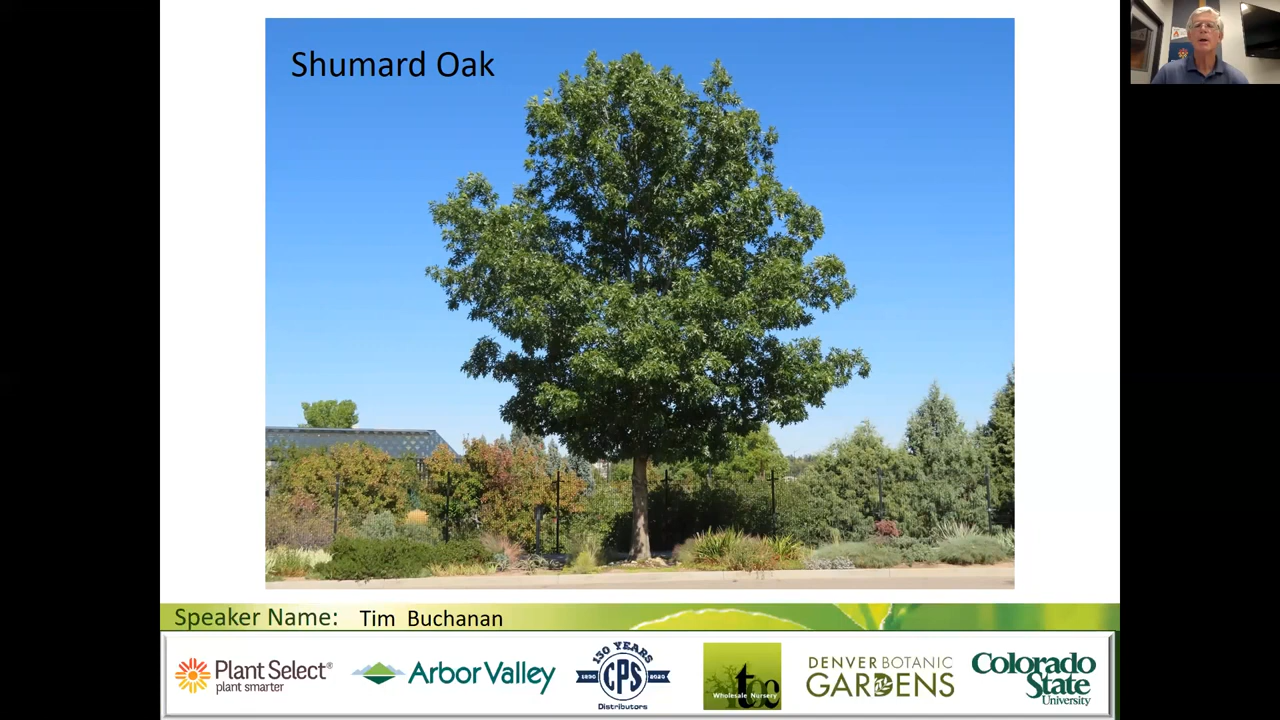 Shumard Oak
Speaker Name: Tim Buchanan
Plant Select®
plant smarter
Arbor Valley
130 YEARS
1890 CPS 2020
Distributors
tcc
Wholesale Nursery
DENVER BOTANIC
GARDENS
Colorado
State
University